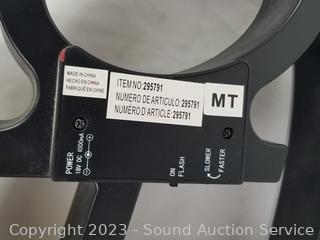 MADE IN CHINA
HECHO EN CHINA
FABRIQUÉ EN CHINE
ITEM NO: 295791
NUMERO DE ARTICULO: 295791
NUMÉRO D'ARTICLE: 295791
MT
POWER
18V DC 1000mA
ON
FLASH
SLOWER
FASTER
Copyright 2023 - Sound Auction Service